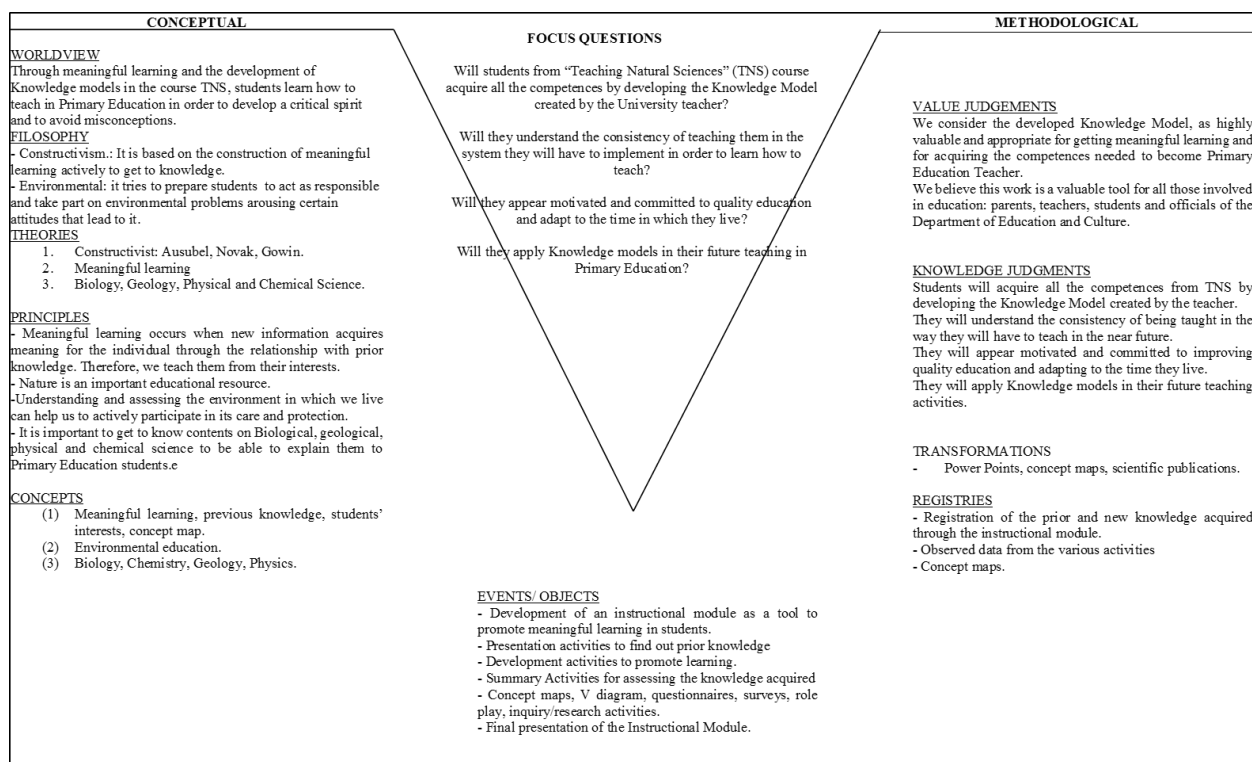 CONCEPTUAL
WORLDVIEW
Through meaningful learning and the development of
Knowledge models in the course TNS, students learn how to
teach in Primary Education in order to develop a critical spirit
and to avoid misconceptions.
FILOSOPHY
- Constructivism.: It is based on the construction of meaningful
learning actively to get to knowledge.
- Environmental: it tries to prepare students to act as responsible
and take part on environmental problems arousing certain
attitudes that lead to it.
THEORIES
1. Constructivist: Ausubel, Novak, Gowin.
2. Meaningful learning
3. Biology, Geology, Physical and Chemical Science.
PRINCIPLES
- Meaningful learning occurs when new information acquires
meaning for the individual through the relationship with prior
knowledge. Therefore, we teach them from their interests.
- Nature is an important educational resource.
-Understanding and assessing the environment in which we live
can help us to actively participate in its care and protection.
- It is important to get to know contents on Biological, geological,
physical and chemical science to be able to explain them to
Primary Education students.e
CONCEPTS
(1) Meaningful learning, previous knowledge, students’
interests, concept map.
(2) Environmental education.
(3) Biology, Chemistry, Geology, Physics.
FOCUS QUESTIONS
Will students from “Teaching Natural Sciences” (TNS) course
acquire all the competences by developing the Knowledge Model
created by the University teacher?
Will they understand the consistency of teaching them in the
system they will have to implement in order to learn how to
teach?
Will they appear motivated and committed to quality education
and adapt to the time in which they live?
Will they apply Knowledge models in their future teaching in
Primary Education?
EVENTS/ OBJECTS
- Development of an instructional module as a tool to
promote meaningful learning in students.
- Presentation activities to find out prior knowledge
- Development activities to promote learning.
- Summary Activities for assessing the knowledge acquired
- Concept maps, V diagram, questionnaires, surveys, role
play, inquiry/research activities.
- Final presentation of the Instructional Module.
METHODOLOGICAL
VALUE JUDGEMENTS
We consider the developed Knowledge Model, as highly
valuable and appropriate for getting meaningful learning and
for acquiring the competences needed to become Primary
Education Teacher.
We believe this work is a valuable tool for all those involved
in education: parents, teachers, students and officials of the
Department of Education and Culture.
KNOWLEDGE JUDGMENTS
Students will acquire all the competences from TNS by
developing the Knowledge Model created by the teacher.
They will understand the consistency of being taught in the
way they will have to teach in the near future.
They will appear motivated and committed to improving
quality education and adapting to the time they live.
They will apply Knowledge models in their future teaching
activities.
TRANSFORMATIONS
- Power Points, concept maps, scientific publications.
REGISTRIES
- Registration of the prior and new knowledge acquired
through the instructional module.
- Observed data from the various activities
- Concept maps.